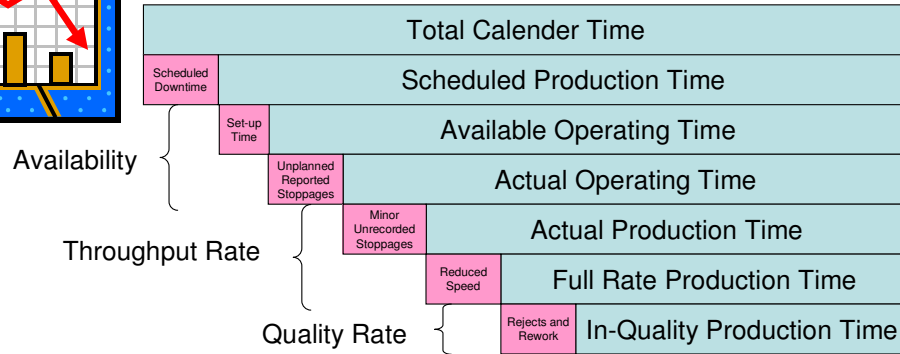 Total Calender Time
Scheduled
Downtime
Scheduled Production Time
Set-up
Time
Available Operating Time
Availability
Unplanned
Reported
Stoppages
Actual Operating Time
Minor
Unrecorded
Stoppages
Actual Production Time
Throughput Rate
Reduced
Speed
Full Rate Production Time
Quality Rate
Rejects and
Rework
In-Quality Production Time